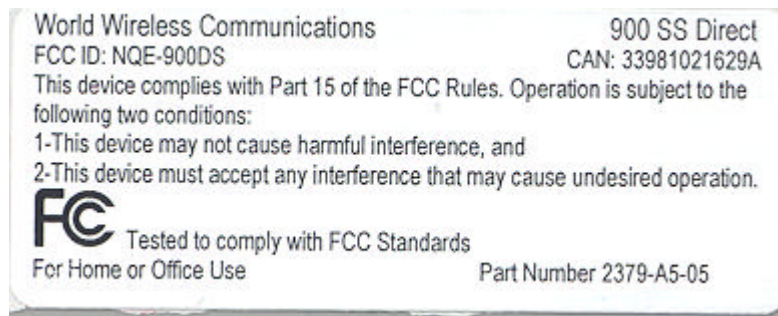 World Wireless Communications 900 SS Direct
FCC ID: NQE-900DS CAN: 33981021629A
This device complies with Part 15 of the FCC Rules. Operation is subject to the
following two conditions:
1-This device may not cause harmful interference, and
2-This device must accept any interference that may cause undesired operation.
FC Tested to comply with FCC Standards
For Home or Office Use Part Number 2379-A5-05